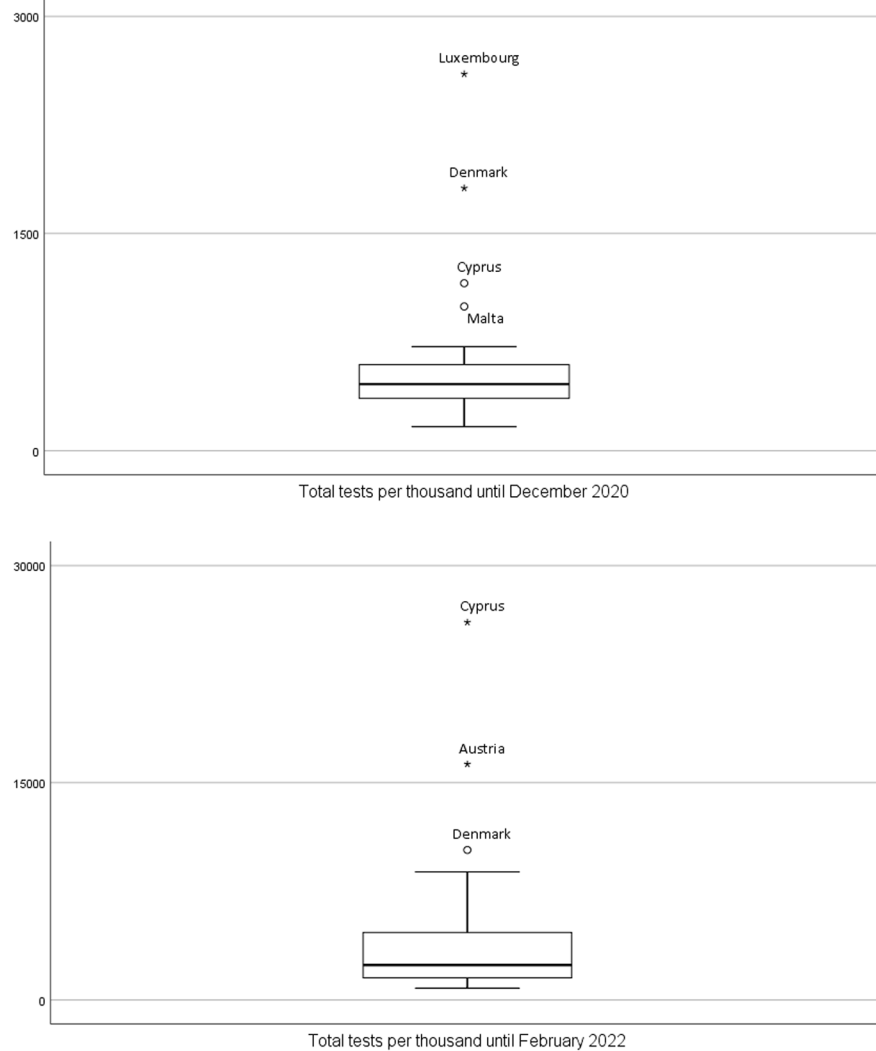 3000
Luxembourg
Denmark
1500
Cyprus
Malta
0
Total tests per thousand until December 2020
30000
Cyprus
Austria
15000
Denmark
0
Total tests per thousand until February 2022